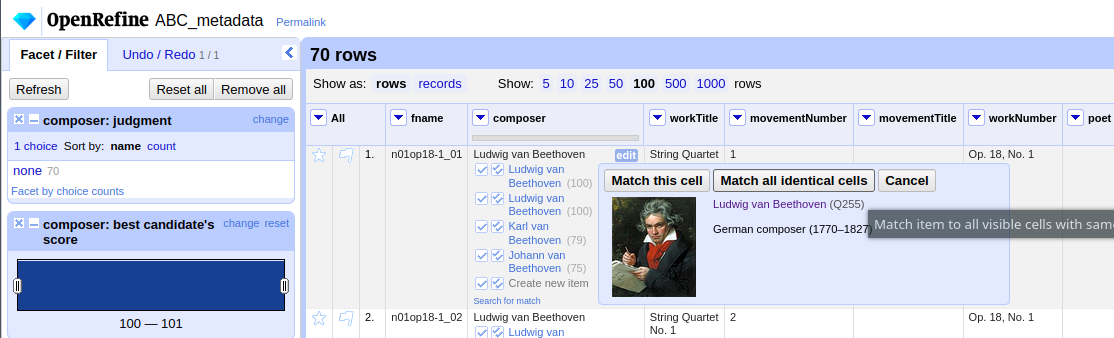 OpenRefine ABC_metadata Permalink
Facet / Filter Undo / Redo 1 / 1
Refresh Reset all Remove all
composer: judgment change
1 choice Sort by: name count
none 70
Facet by choice counts
composer: best candidate's score change reset
100 — 101
70 rows
Show as: rows records Show: 5 10 25 50 100 500 1000 rows
All fname composer workTitle movementNumber movementTitle workNumber poet
1. n01op18-1_01 Ludwig van Beethoven edit String Quartet 1 Op. 18, No. 1
Ludwig van
Beethoven (100)
Ludwig van
Beethoven (100)
Karl van
Beethoven (79)
Johann van
Beethoven (75)
Create new item
Search for match
Match this cell Match all identical cells Cancel
Ludwig van Beethoven (Q255)
German composer (1770–1827)
Match item to all visible cells with same
2. n01op18-1_02 Ludwig van Beethoven String Quartet 2 Op. 18, No. 1
No. 1
Ludwig van